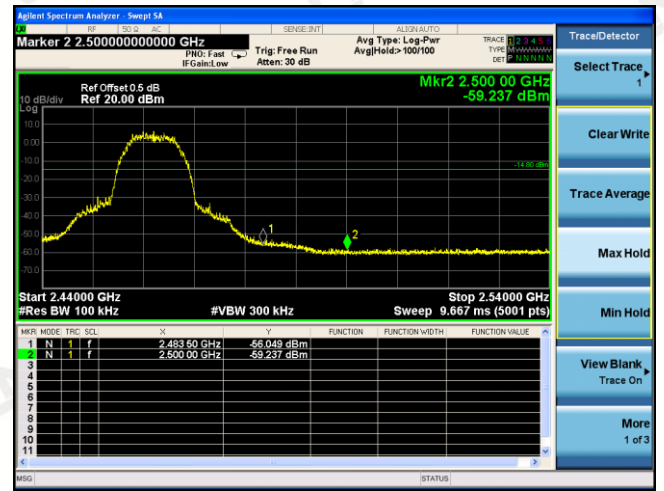 Agilent Spectrum Analyzer - Swept SA
RF 50 Ω AC SENSE:INT ALIGN AUTO
Marker 2 2.500000000000 GHz
PNO: Fast
IFGain:Low
Trig: Free Run
Atten: 30 dB
Avg Type: Log-Pwr
Avg|Hold:> 100/100
TRACE 1 2 3 4 5 6
TYPE
DET P N N N N N
Mkr2 2.500 00 GHz
-59.237 dBm
Ref Offset 0.5 dB
10 dB/div Ref 20.00 dBm
Log
10.0
0.00
-10.0
-14.80 dBm
-20.0
-30.0
-40.0
-50.0
-60.0
-70.0
1
2
Start 2.44000 GHz Stop 2.54000 GHz
#Res BW 100 kHz #VBW 300 kHz Sweep 9.667 ms (5001 pts)
MKR MODE TRC SCL X Y FUNCTION FUNCTION WIDTH FUNCTION VALUE
1 N 1 f 2.483 50 GHz -56.049 dBm
2 N 1 f 2.500 00 GHz -59.237 dBm
3
4
5
6
7
8
9
10
11
MSG STATUS
Trace/Detector
Select Trace
1
Clear Write
Trace Average
Max Hold
Min Hold
View Blank
Trace On
More
1 of 3